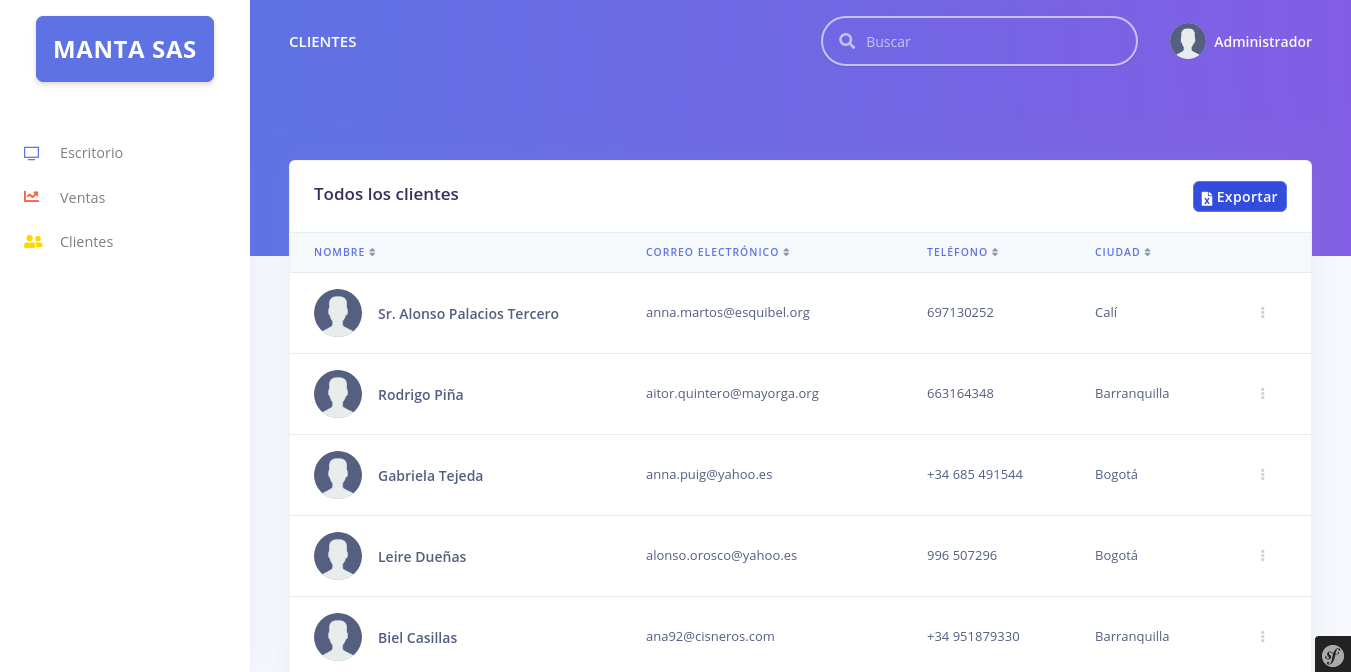 MANTA SAS
CLIENTES
Buscar
Administrador
Escritorio
Ventas
Clientes
Todos los clientes
Exportar
NOMBRE CORREO ELECTRÓNICO TELÉFONO CIUDAD
Sr. Alonso Palacios Tercero anna.martos@esquibel.org 697130252 Calí
Rodrigo Piña aitor.quintero@mayorga.org 663164348 Barranquilla
Gabriela Tejeda anna.puig@yahoo.es +34 685 491544 Bogotá
Leire Dueñas alonso.orosco@yahoo.es 996 507296 Bogotá
Biel Casillas ana92@cisneros.com +34 951879330 Barranquilla
sf